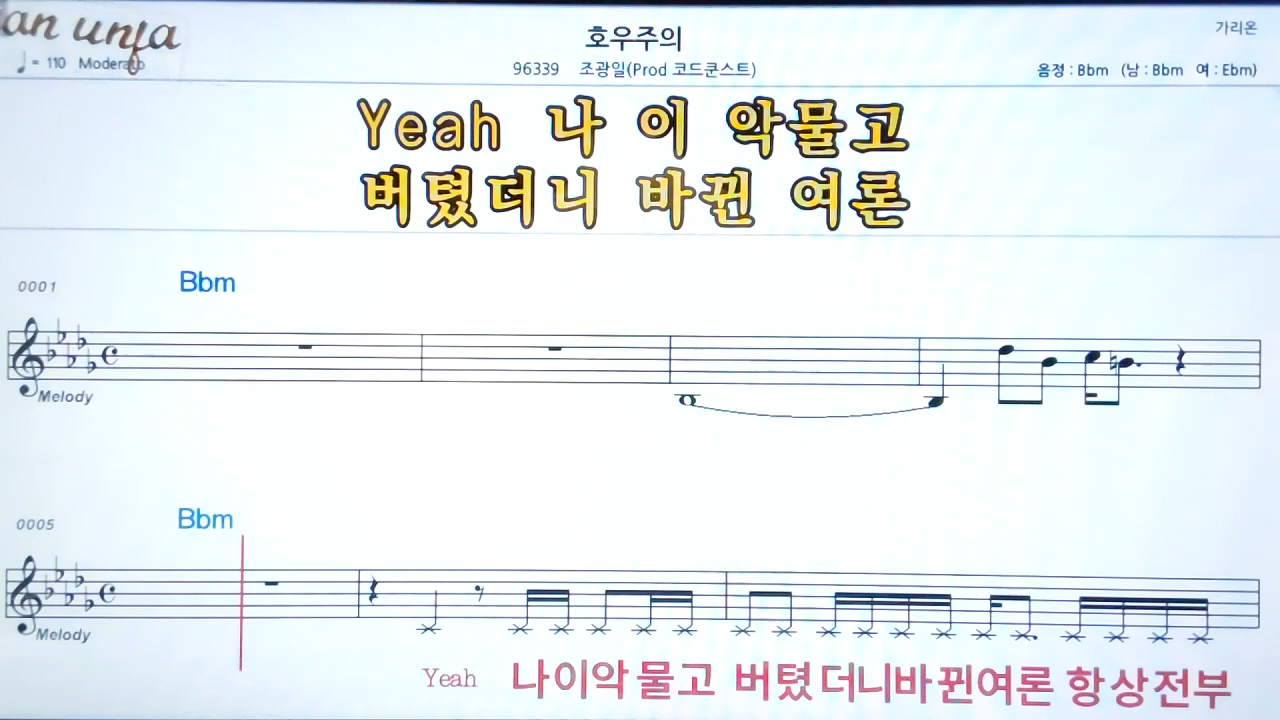 호우주의
가리온
♩= 110 Moderato
96339 조광일(Prod 코드쿤스트)
음정 : Bbm (남 : Bbm 여 : Ebm)
Yeah 나 이 악물고
버텼더니 바뀐 여론
0001
Bbm
Melody
0005
Bbm
Melody
Yeah 나이악물고 버텼더니바뀐여론 항상전부